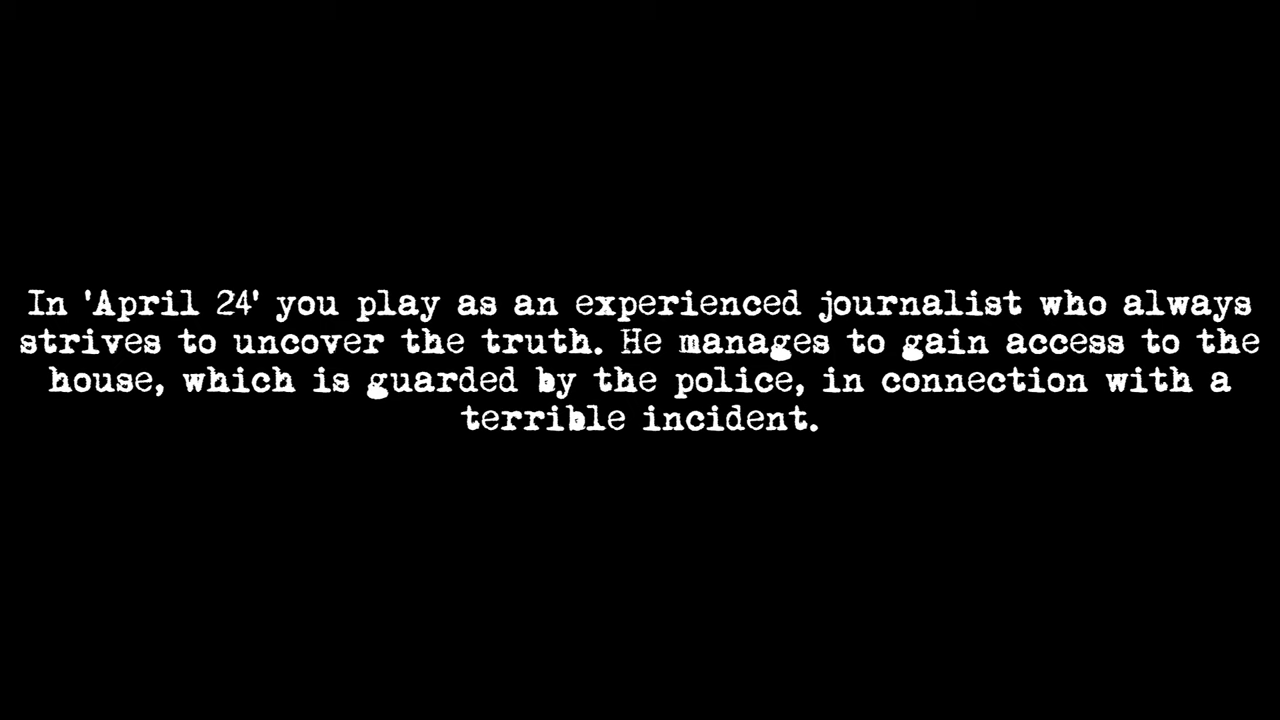 In 'April 24' you play as an experienced journalist who always
strives to uncover the truth. He manages to gain access to the
house, which is guarded by the police, in connection with a
terrible incident.